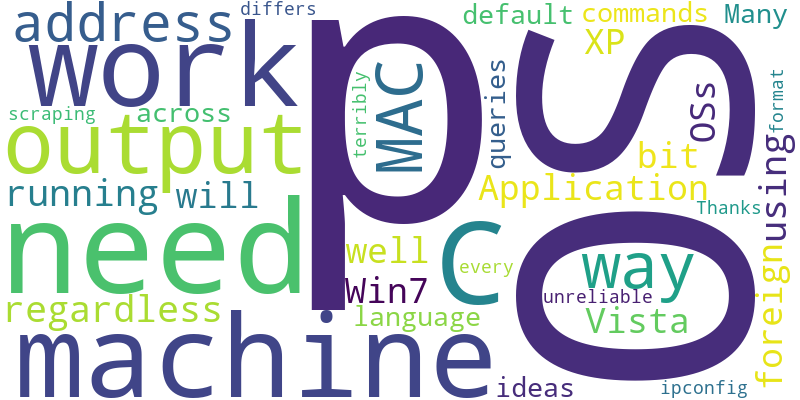 address
differs
default
commands
Many
work
p
OS
XP
scraping
across
terribly
MAC
queries
OSs
format
output
bit
running
will
Application
using
Thanks
need
well
C
every
way
foreign
Win7
unreliable
regardless
language
Vista
machine
ideas
ipconfig